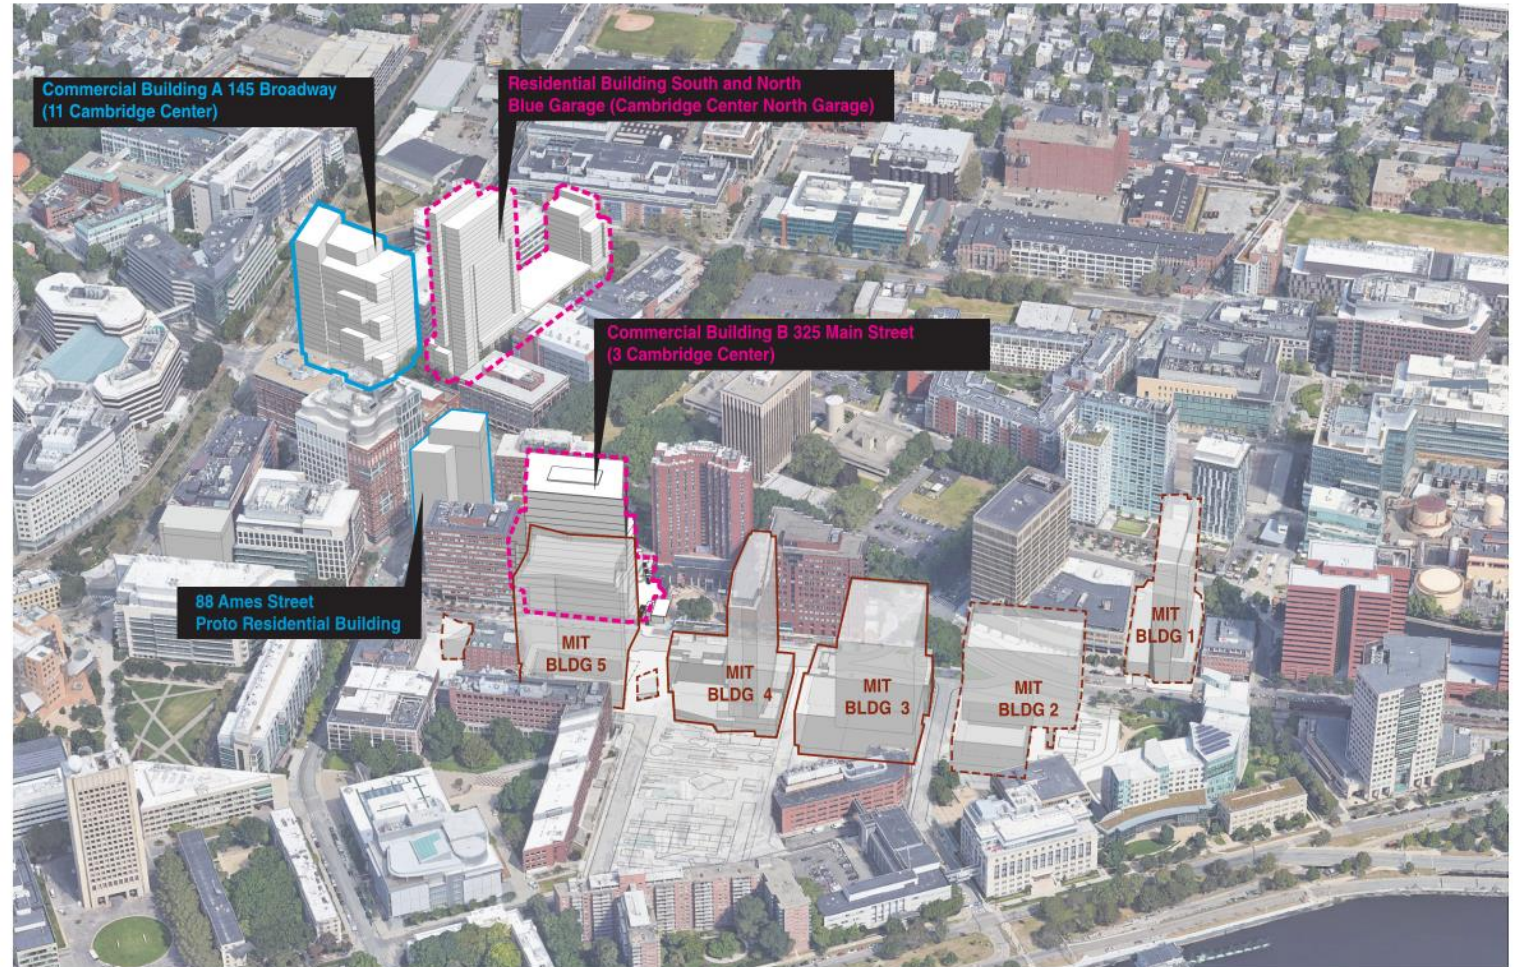 Commercial Building A 145 Broadway
(11 Cambridge Center)
Residential Building South and North
Blue Garage (Cambridge Center North Garage)
Commercial Building B 325 Main Street
(3 Cambridge Center)
88 Ames Street
Proto Residential Building
MIT
BLDG 5
MIT
BLDG 4
MIT
BLDG 3
MIT
BLDG 2
MIT
BLDG 1